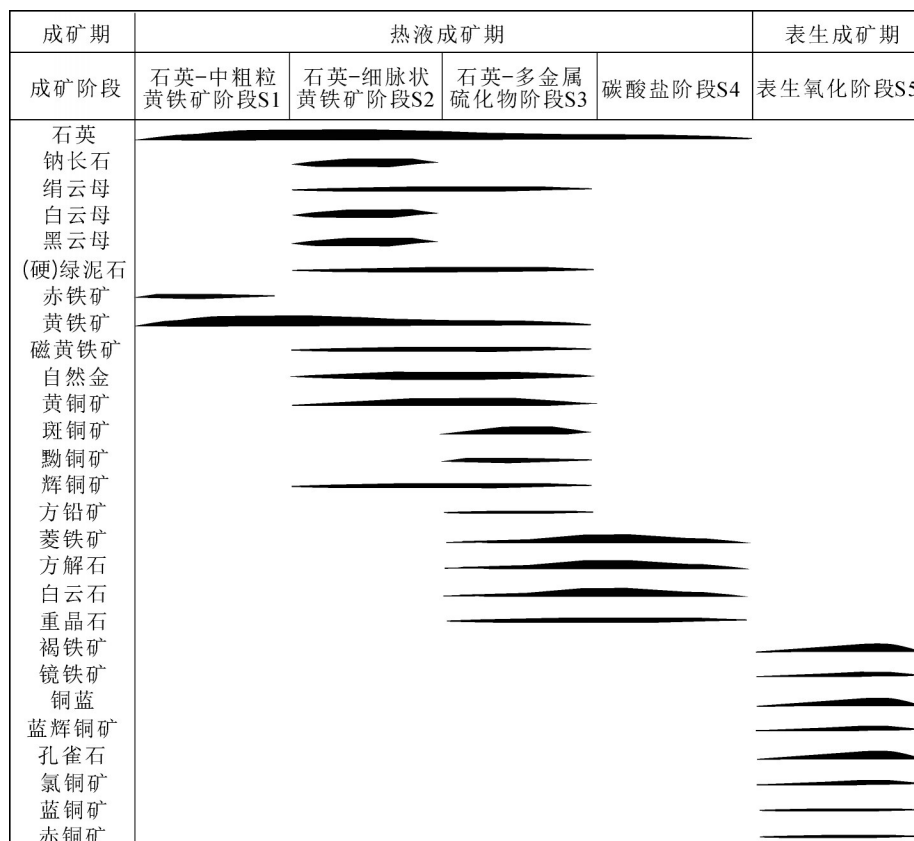 成矿期 热液成矿期 表生成矿期
成矿阶段 石英-中粗粒黄铁矿阶段S1 石英-细脉状黄铁矿阶段S2 石英-多金属硫化物阶段S3 碳酸盐阶段S4 表生氧化阶段S5
石英
钠长石
绢云母
白云母
黑云母
(硬)绿泥石
赤铁矿
黄铁矿
磁黄铁矿
自然金
黄铜矿
斑铜矿
黝铜矿
辉铜矿
方铅矿
菱铁矿
方解石
白云石
重晶石
褐铁矿
镜铁矿
铜蓝
蓝辉铜矿
孔雀石
氯铜矿
蓝铜矿
赤铜矿